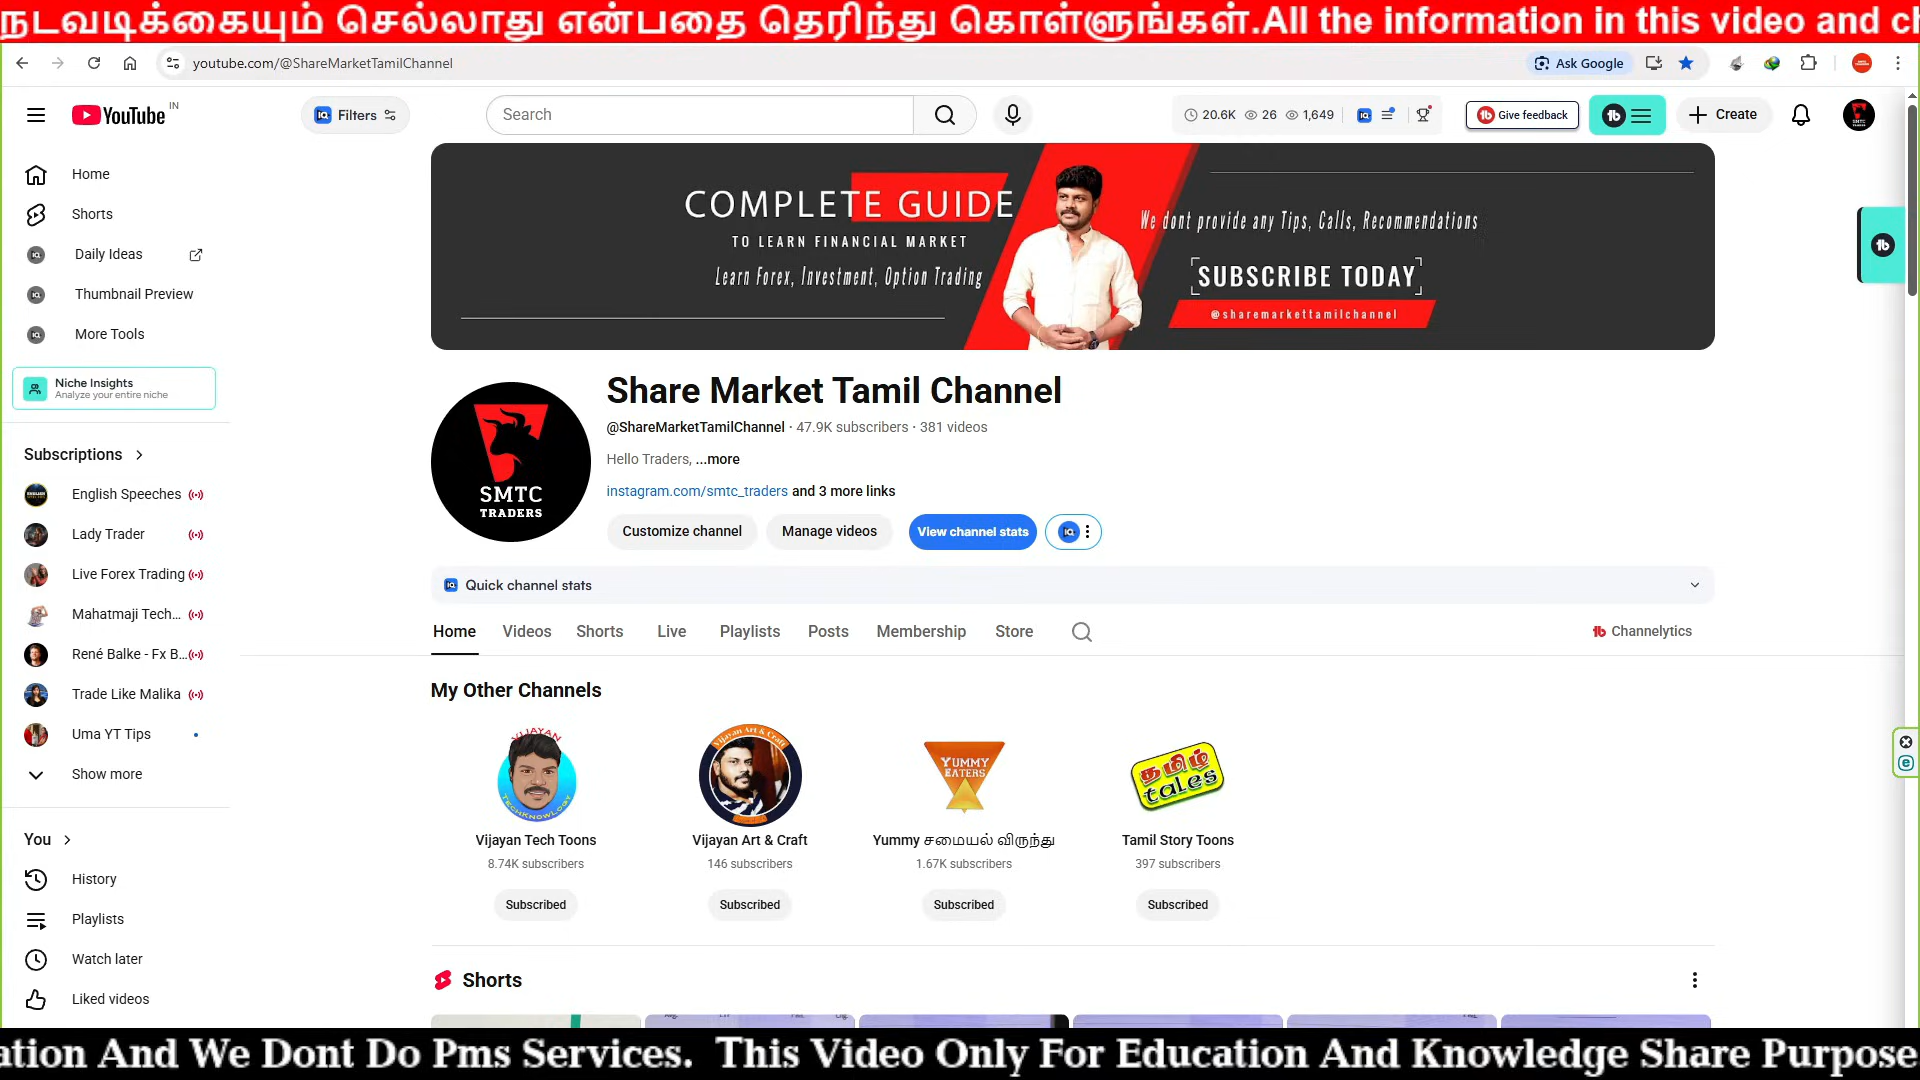 நடவடிக்கையும் செல்லாது என்பதை தெரிந்து கொள்ளுங்கள்.All the information in this video and ch
youtube.com/@ShareMarketTamilChannel
Ask Google
YouTube IN
Filters
Search
20.6K 26 1,649
Give feedback
Create
Home
Shorts
Daily Ideas
Thumbnail Preview
More Tools
Niche Insights
Analyze your entire niche
Subscriptions
English Speeches
Lady Trader
Live Forex Trading
Mahatmaji Tech...
René Balke - Fx B...
Trade Like Malika
Uma YT Tips
Show more
You
History
Playlists
Watch later
Liked videos
COMPLETE GUIDE
TO LEARN FINANCIAL MARKET
Learn Forex, Investment, Option Trading
We dont provide any Tips, Calls, Recommendations
SUBSCRIBE TODAY
@sharemarkettamilchannel
SMTC
TRADERS
Share Market Tamil Channel
@ShareMarketTamilChannel · 47.9K subscribers · 381 videos
Hello Traders, ...more
instagram.com/smtc_traders and 3 more links
Customize channel
Manage videos
View channel stats
Quick channel stats
Home
Videos
Shorts
Live
Playlists
Posts
Membership
Store
Channelytics
My Other Channels
VIJAYAN
TECHKNOWLOGY
Vijayan Art & Craft
YUMMY
EATERS
தமிழ்
tales
Vijayan Tech Toons
8.74K subscribers
Subscribed
Vijayan Art & Craft
146 subscribers
Subscribed
Yummy சமையல் விருந்து
1.67K subscribers
Subscribed
Tamil Story Toons
397 subscribers
Subscribed
Shorts
ation And We Dont Do Pms Services. This Video Only For Education And Knowledge Share Purpose